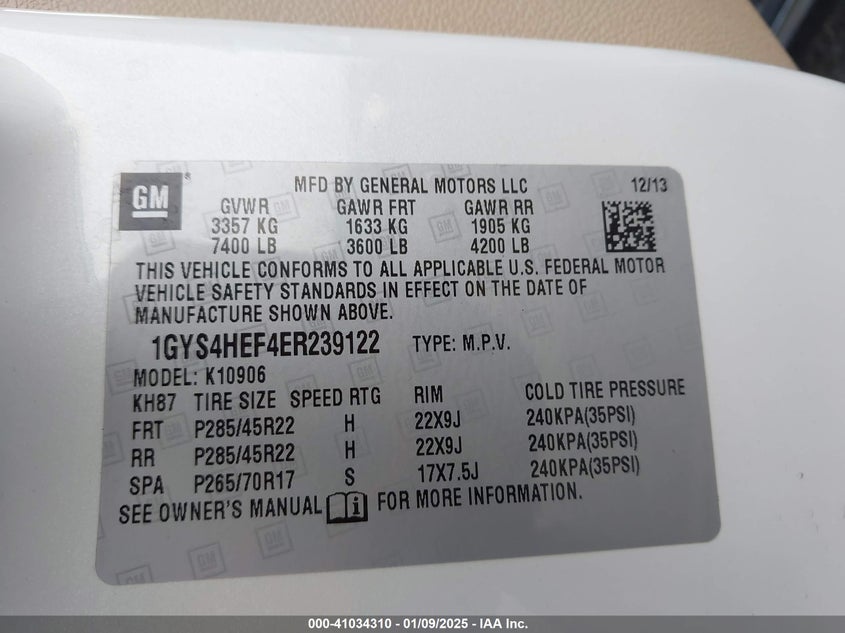 GM ® MFD BY GENERAL MOTORS LLC 12/13
GVWR GAWR FRT GAWR RR
3357 KG 1633 KG 1905 KG
7400 LB 3600 LB 4200 LB
THIS VEHICLE CONFORMS TO ALL APPLICABLE U.S. FEDERAL MOTOR
VEHICLE SAFETY STANDARDS IN EFFECT ON THE DATE OF
MANUFACTURE SHOWN ABOVE.
1GYS4HEF4ER239122 TYPE: M.P.V.
MODEL: K10906
KH87 TIRE SIZE SPEED RTG RIM COLD TIRE PRESSURE
FRT P285/45R22 H 22X9J 240KPA(35PSI)
RR P285/45R22 H 22X9J 240KPA(35PSI)
SPA P265/70R17 S 17X7.5J 240KPA(35PSI)
SEE OWNER'S MANUAL FOR MORE INFORMATION.
000-41034310 - 01/09/2025 - IAA Inc.